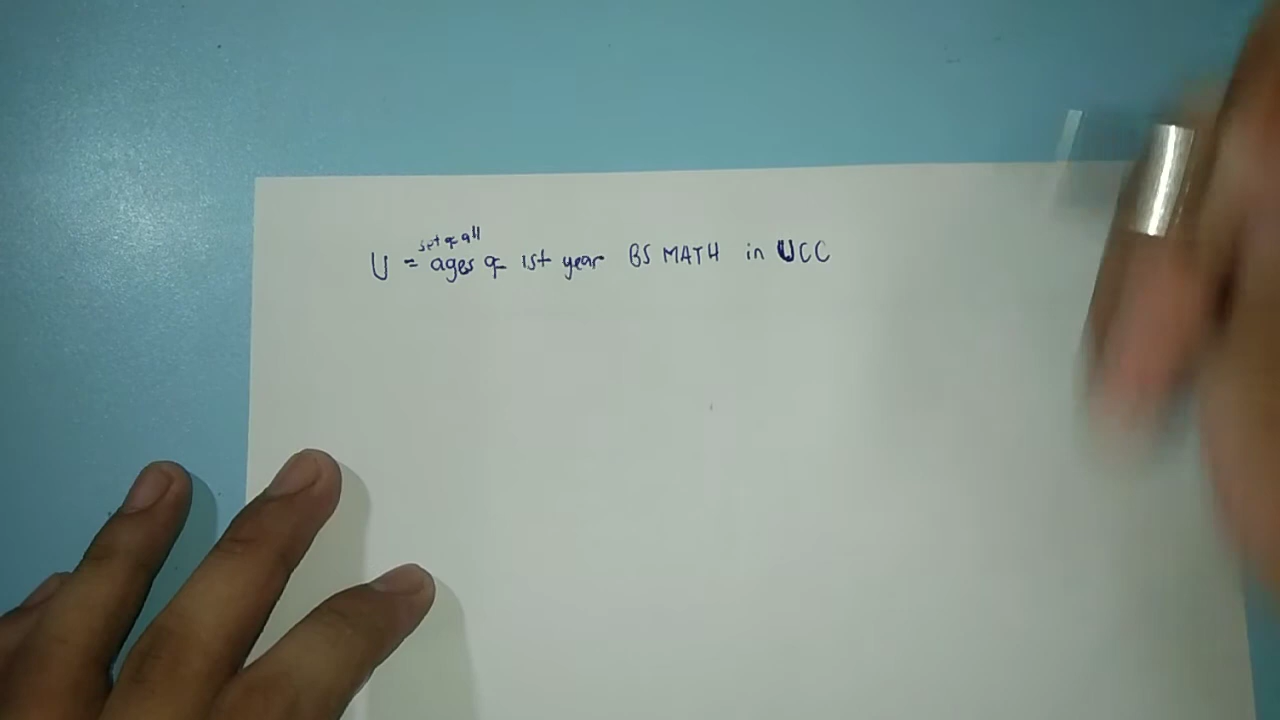 set of all
U = ages of 1st year BS MATH in UCC